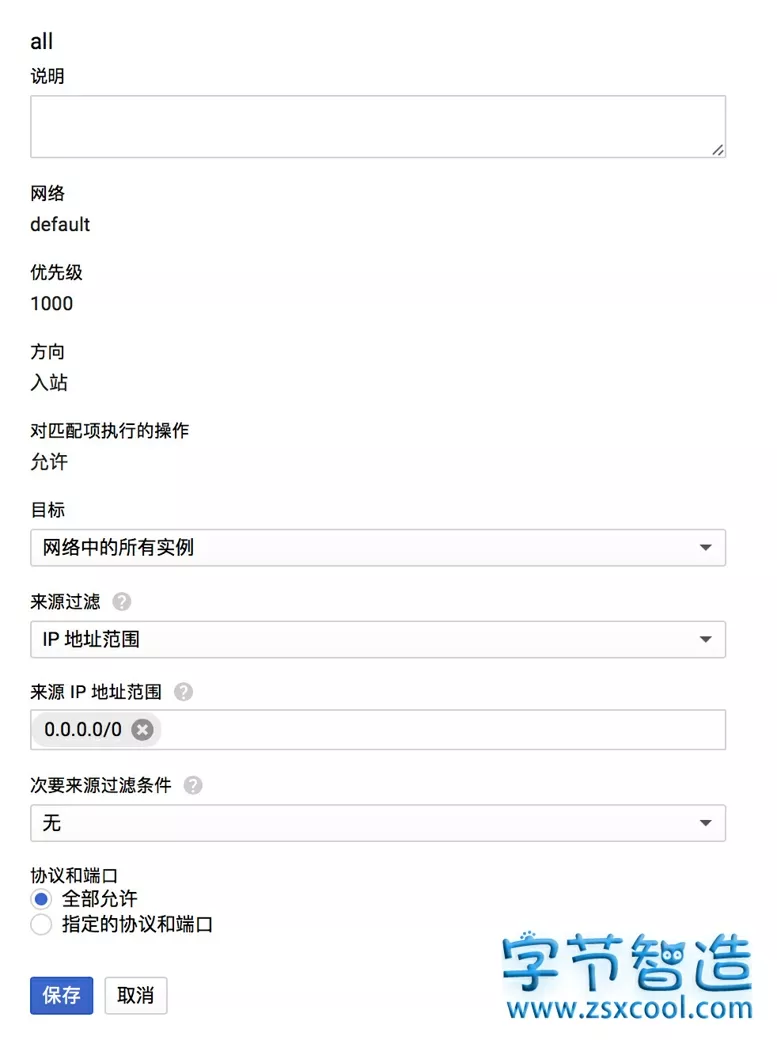 all
说明
网络
default
优先级
1000
方向
入站
对匹配项执行的操作
允许
目标
网络中的所有实例
来源过滤 ?
IP 地址范围
来源 IP 地址范围 ?
0.0.0.0/0
次要来源过滤条件 ?
无
协议和端口
全部允许
指定的协议和端口
保存 取消
字节智造
www.zsxcool.com